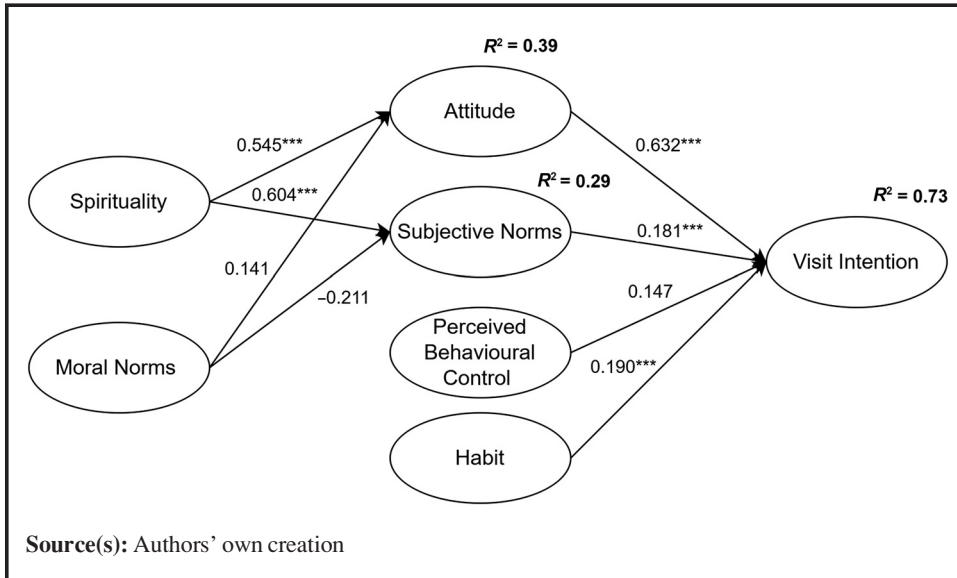 R² = 0.39
Attitude
0.545***
0.632***
Spirituality
0.604***
R² = 0.29
Subjective Norms
0.181***
R² = 0.73
Visit Intention
0.141
−0.211
0.147
Moral Norms
Perceived
Behavioural
Control
0.190***
Habit
Source(s): Authors’ own creation